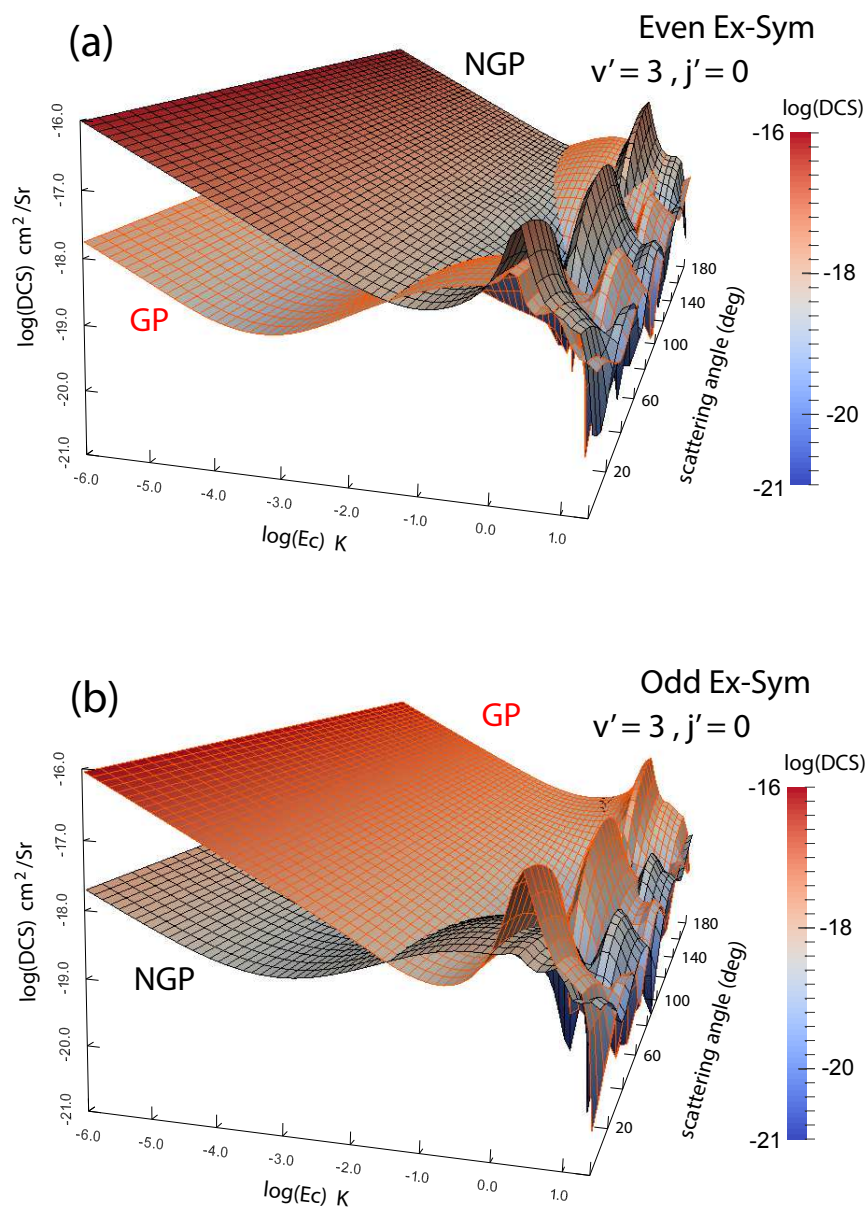 (a)
Even Ex-Sym
NGP
v' = 3 , j' = 0
log(DCS)
-16
-18
-20
-21
GP
log(DCS) cm²/Sr
-16.0
-17.0
-18.0
-19.0
-20.0
-21.0
-6.0
-5.0
-4.0
-3.0
-2.0
-1.0
0.0
1.0
log(Ec) K
180
140
100
60
20
scattering angle (deg)
(b)
Odd Ex-Sym
GP
v' = 3 , j' = 0
log(DCS)
-16
-18
-20
-21
NGP
log(DCS) cm²/Sr
-16.0
-17.0
-18.0
-19.0
-20.0
-21.0
-6.0
-5.0
-4.0
-3.0
-2.0
-1.0
0.0
1.0
log(Ec) K
180
140
100
60
20
scattering angle (deg)